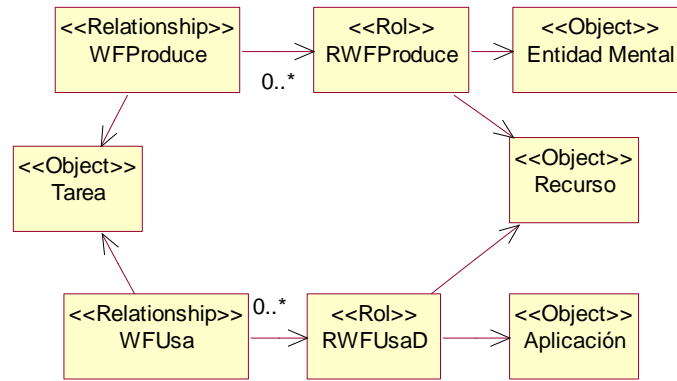 <<Relationship>>
WFProduce
0..*
<<Rol>>
RWFProduce
<<Object>>
Entidad Mental
<<Object>>
Tarea
<<Object>>
Recurso
<<Relationship>>
WFUsa
0..*
<<Rol>>
RWFUsaD
<<Object>>
Aplicación